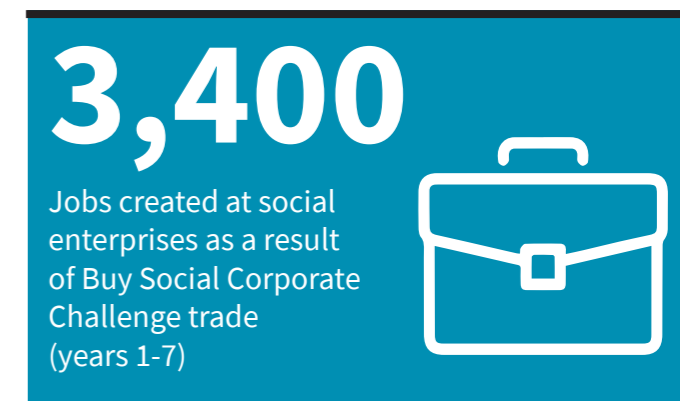 3,400
Jobs created at social
enterprises as a result
of Buy Social Corporate
Challenge trade
(years 1-7)